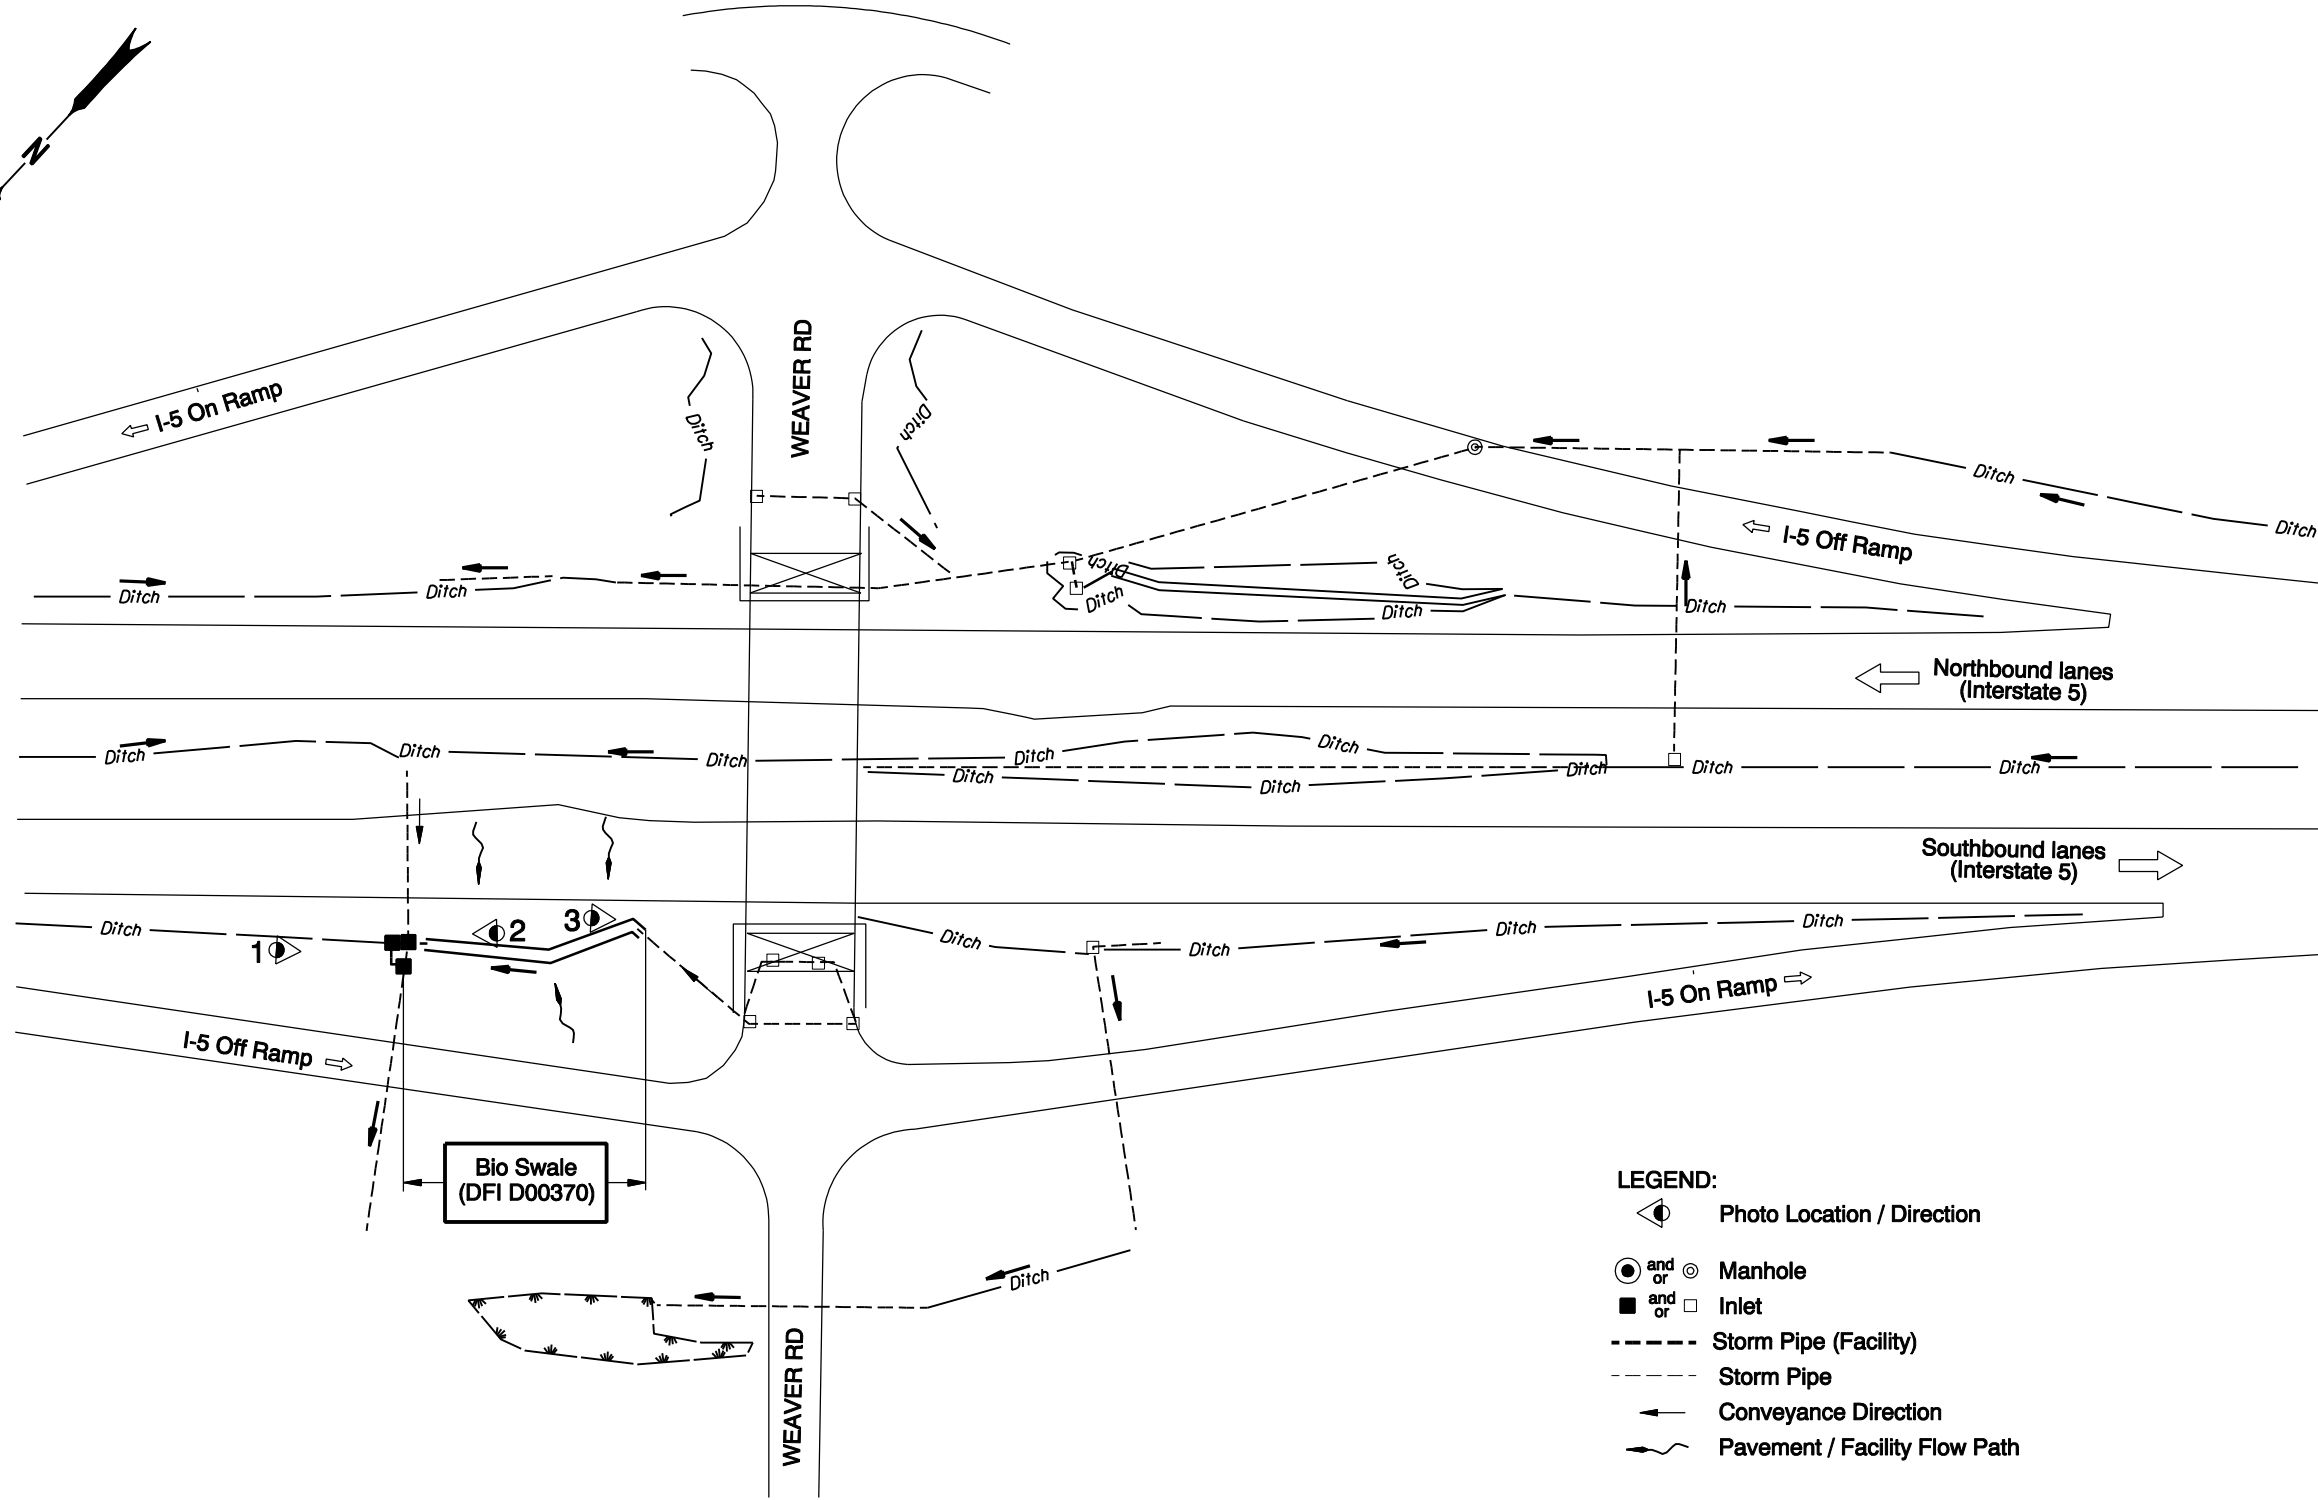 N
WEAVER RD
I-5 On Ramp
Ditch
Ditch
Ditch
Ditch
I-5 Off Ramp
Ditch
Ditch
Ditch
Ditch
Ditch
Ditch
Ditch
Ditch
Northbound lanes
(Interstate 5)
Ditch
Ditch
Ditch
Ditch
Ditch
Ditch
Ditch
Ditch
Ditch
Ditch
Southbound lanes
(Interstate 5)
Ditch
1
2
3
Ditch
Ditch
Ditch
Ditch
I-5 On Ramp
I-5 Off Ramp
Bio Swale
(DFI D00370)
Ditch
WEAVER RD
LEGEND:
Photo Location / Direction
and
or
Manhole
and
or
Inlet
Storm Pipe (Facility)
Storm Pipe
Conveyance Direction
Pavement / Facility Flow Path